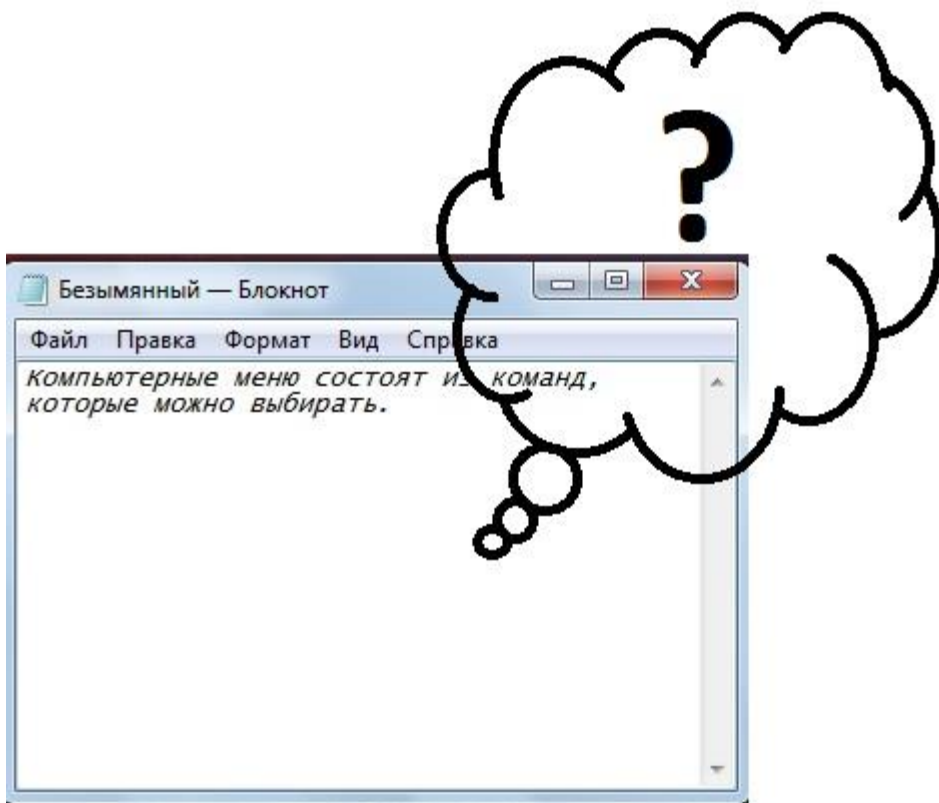 ?
Безымянный — Блокнот
Файл Правка Формат Вид Справка
Компьютерные меню состоят из команд,
которые можно выбирать.